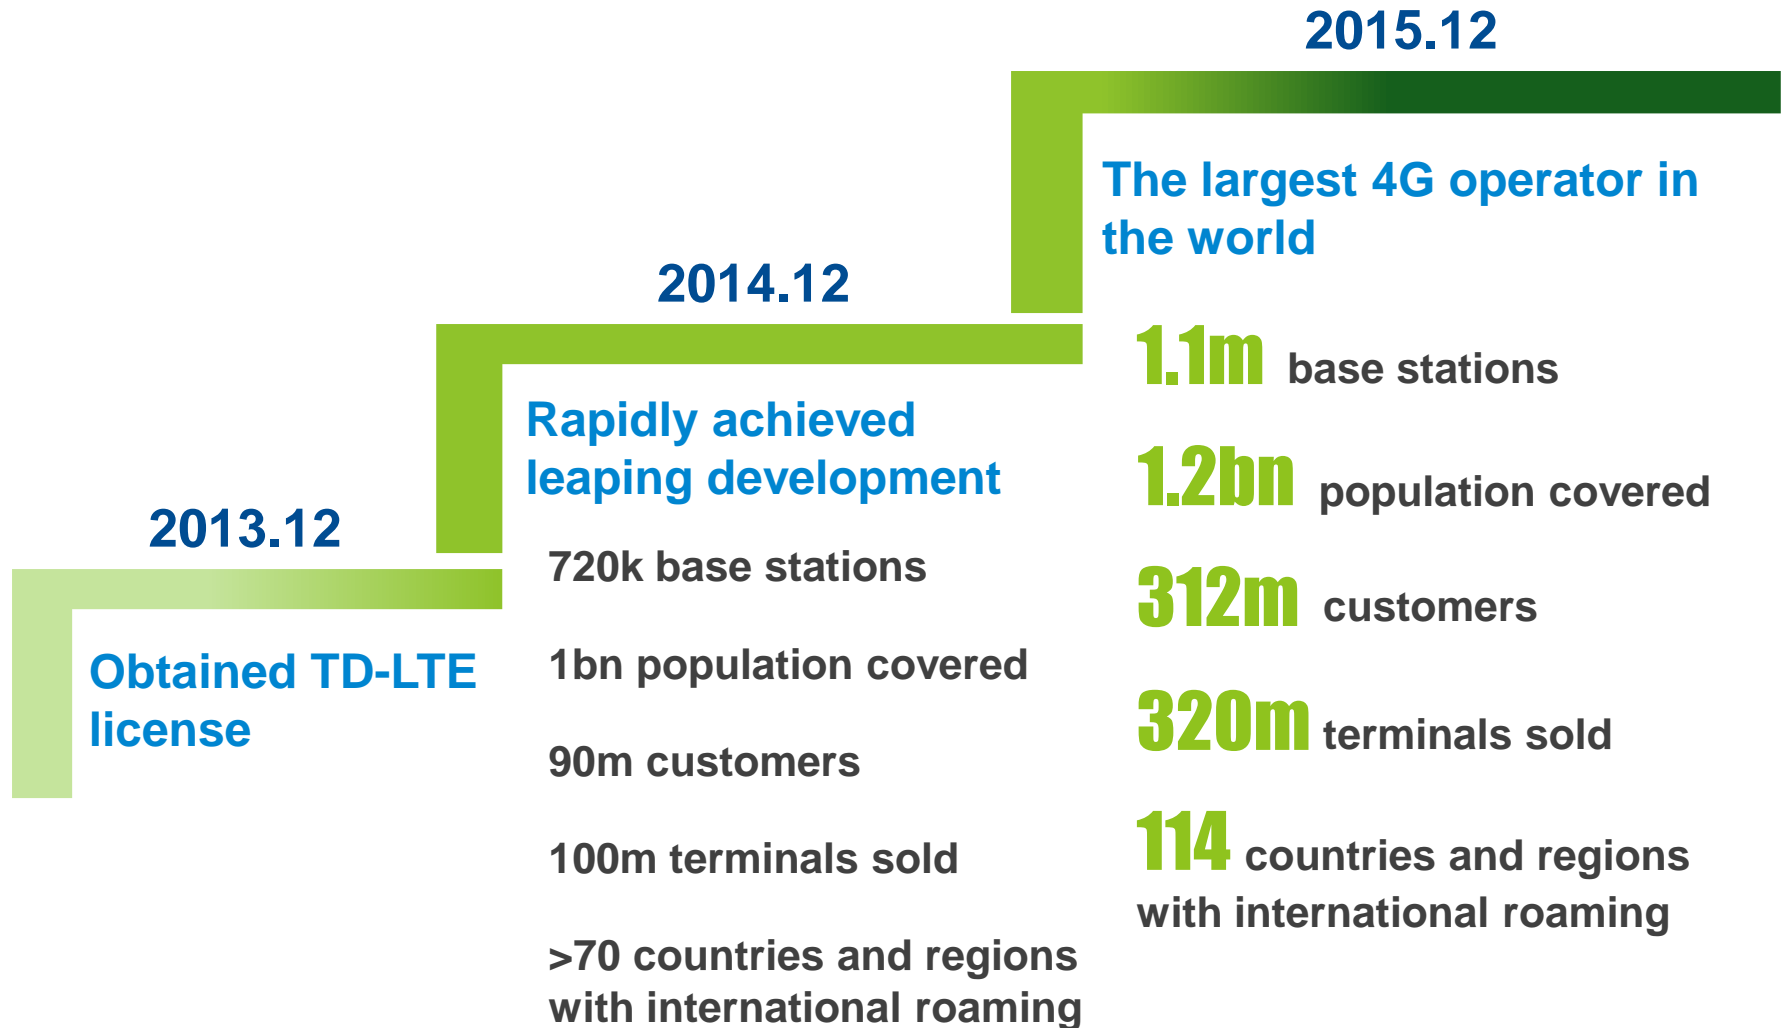 2013.12
Obtained TD-LTE
license
2014.12
Rapidly achieved
leaping development
720k base stations
1bn population covered
90m customers
100m terminals sold
>70 countries and regions
with international roaming
2015.12
The largest 4G operator in
the world
1.1m base stations
1.2bn population covered
312m customers
320m terminals sold
114 countries and regions
with international roaming